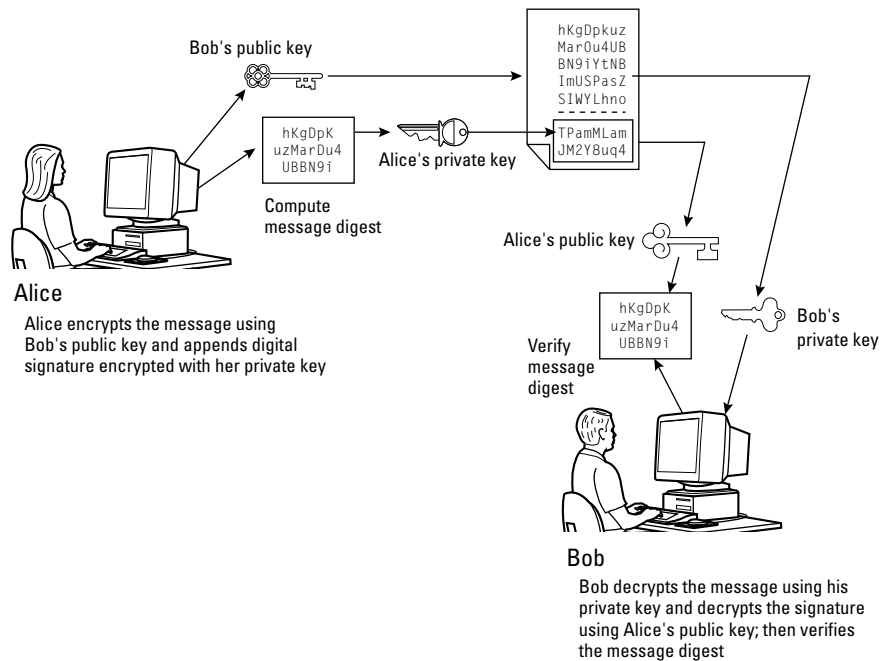 Bob's public key
hKgDpkuz
MarOu4UB
BN9iYtNB
ImUSPasZ
SIWYLhno
TPamMLam
JM2Y8uq4
hKgDpK
uzMarDu4
UBBN9i
Alice's private key
Compute
message digest
Alice's public key
Alice
Alice encrypts the message using
Bob's public key and appends digital
signature encrypted with her private key
hKgDpK
uzMarDu4
UBBN9i
Verify
message
digest
Bob's
private key
Bob
Bob decrypts the message using his
private key and decrypts the signature
using Alice's public key; then verifies
the message digest